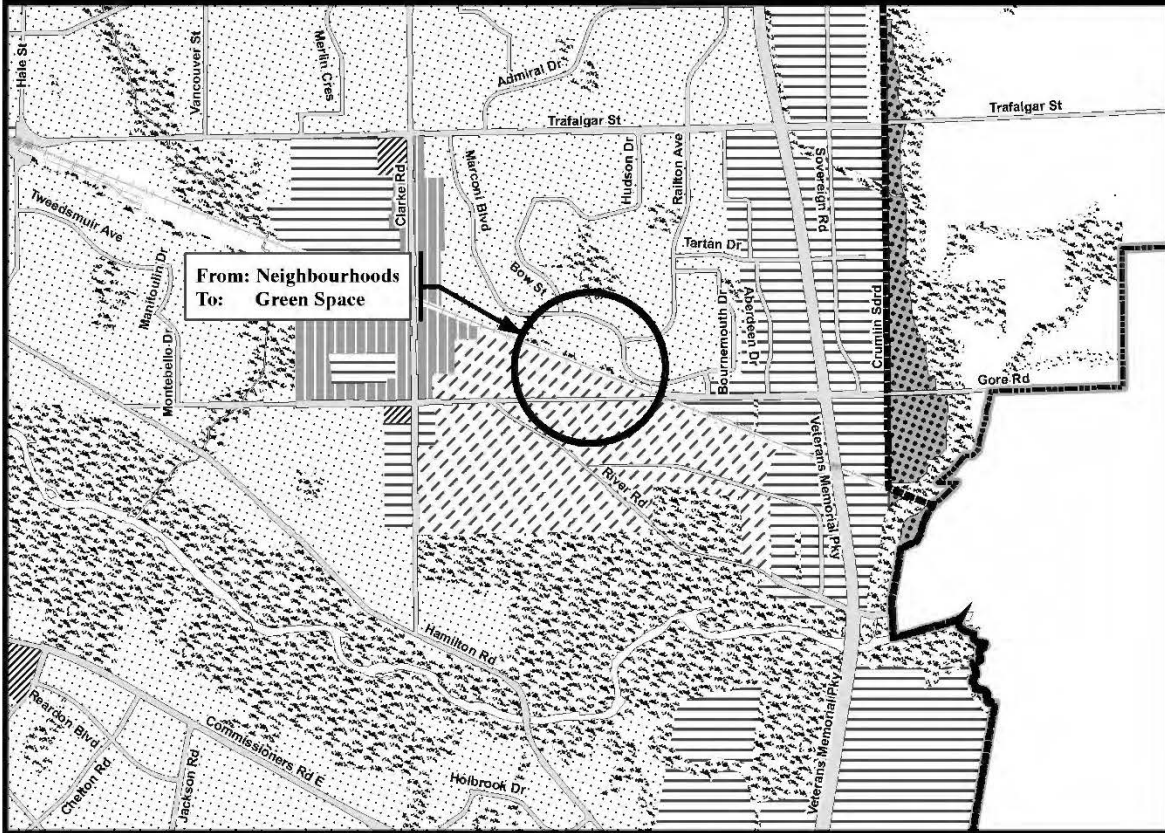 Hale St
Vancouver St
Merlin Cres
Admiral Dr
Trafalgar St
Trafalgar St
Tweedsmuir Ave
Manitoulin Dr
Montebello Dr
Clarke Rd
Marconi Blvd
Hudson Dr
Railton Ave
Sovereign Rd
Tartan Dr
Bow St
From: Neighbourhoods
To: Green Space
Bournemouth Dr
Aberdeen Dr
Crumlin Sdrd
Gore Rd
River Rd
Veterans Memorial Pky
Hamilton Rd
Veterans Memorial Pky
Reardon Blvd
Chelton Rd
Jackson Rd
Commissioners Rd E
Holbrook Dr